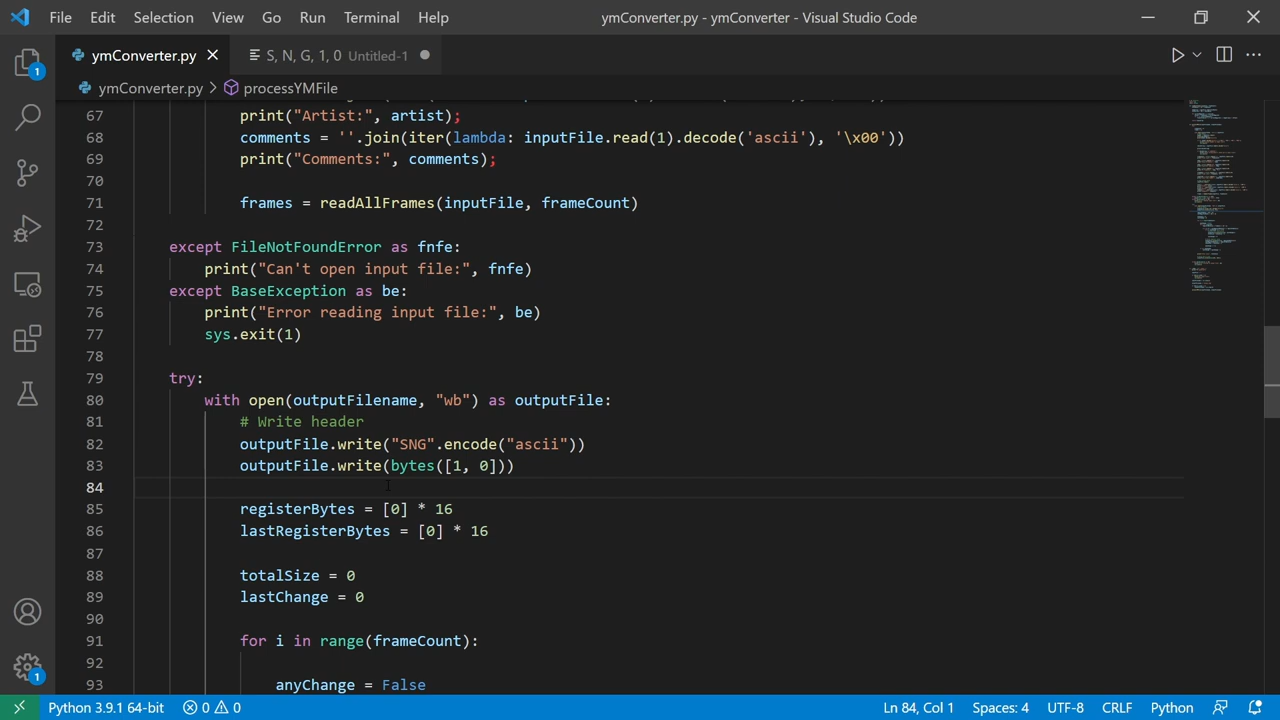 File Edit Selection View Go Run Terminal Help ymConverter.py - ymConverter - Visual Studio Code
ymConverter.py S, N, G, 1, 0 Untitled-1
ymConverter.py > processYMFile
67 print("Artist:", artist);
68 comments = ''.join(iter(lambda: inputFile.read(1).decode('ascii'), '\x00'))
69 print("Comments:", comments);
70
71 frames = readAllFrames(inputFile, frameCount)
72
73 except FileNotFoundError as fnfe:
74 print("Can't open input file:", fnfe)
75 except BaseException as be:
76 print("Error reading input file:", be)
77 sys.exit(1)
78
79 try:
80 with open(outputFilename, "wb") as outputFile:
81 # Write header
82 outputFile.write("SNG".encode("ascii"))
83 outputFile.write(bytes([1, 0]))
84
85 registerBytes = [0] * 16
86 lastRegisterBytes = [0] * 16
87
88 totalSize = 0
89 lastChange = 0
90
91 for i in range(frameCount):
92
93 anyChange = False
1
1
Python 3.9.1 64-bit 0 0 Ln 84, Col 1 Spaces: 4 UTF-8 CRLF Python